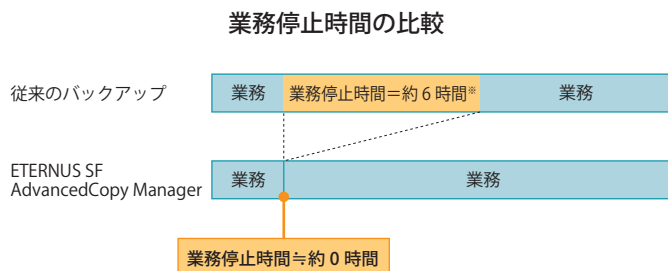 業務停止時間の比較
従来のバックアップ
業務
業務停止時間＝約 6 時間※
業務
ETERNUS SF
AdvancedCopy Manager
業務
業務
業務停止時間≒約 0 時間